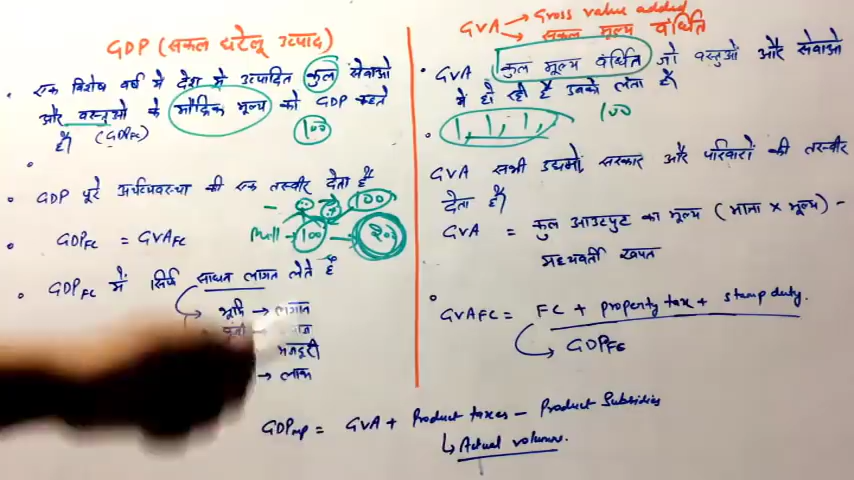 GDP (सकल घरेलू उत्पाद)
• एक विशेष वर्ष में देश में उत्पादित कुल सेवाओ
और वस्तुओ के मौद्रिक मूल्य को GDP कहते
है। (GDPFC)
100
• GDP पूरे अर्थव्यवस्था की एक तस्वीर देता है
100
• GDPFC = GVAFC
100
200
• GDPFC में सिर्फ साधन लागत लेते है
भूमि → लगान
मजदूरी
→ लाभ
GVA → Gross value added
→ सकल मूल्य वर्धित
• GVA कुल मूल्य वर्धित जो वस्तुओं और सेवाओ
में हो रही है उनको लेता है।
• 1, 1, 1, 100
GVA सभी उद्यमो, सरकार और परिवारों की तस्वीर
देता है।
GVA = कुल आउटपुट का मूल्य (मात्रा × मूल्य) -
मध्यवर्ती खपत
• GVAFC = FC + property tax + stamp duty.
→ GDPFC
GDPmp = GVA + Product taxes - Product Subsidies
↳ Actual volumes.